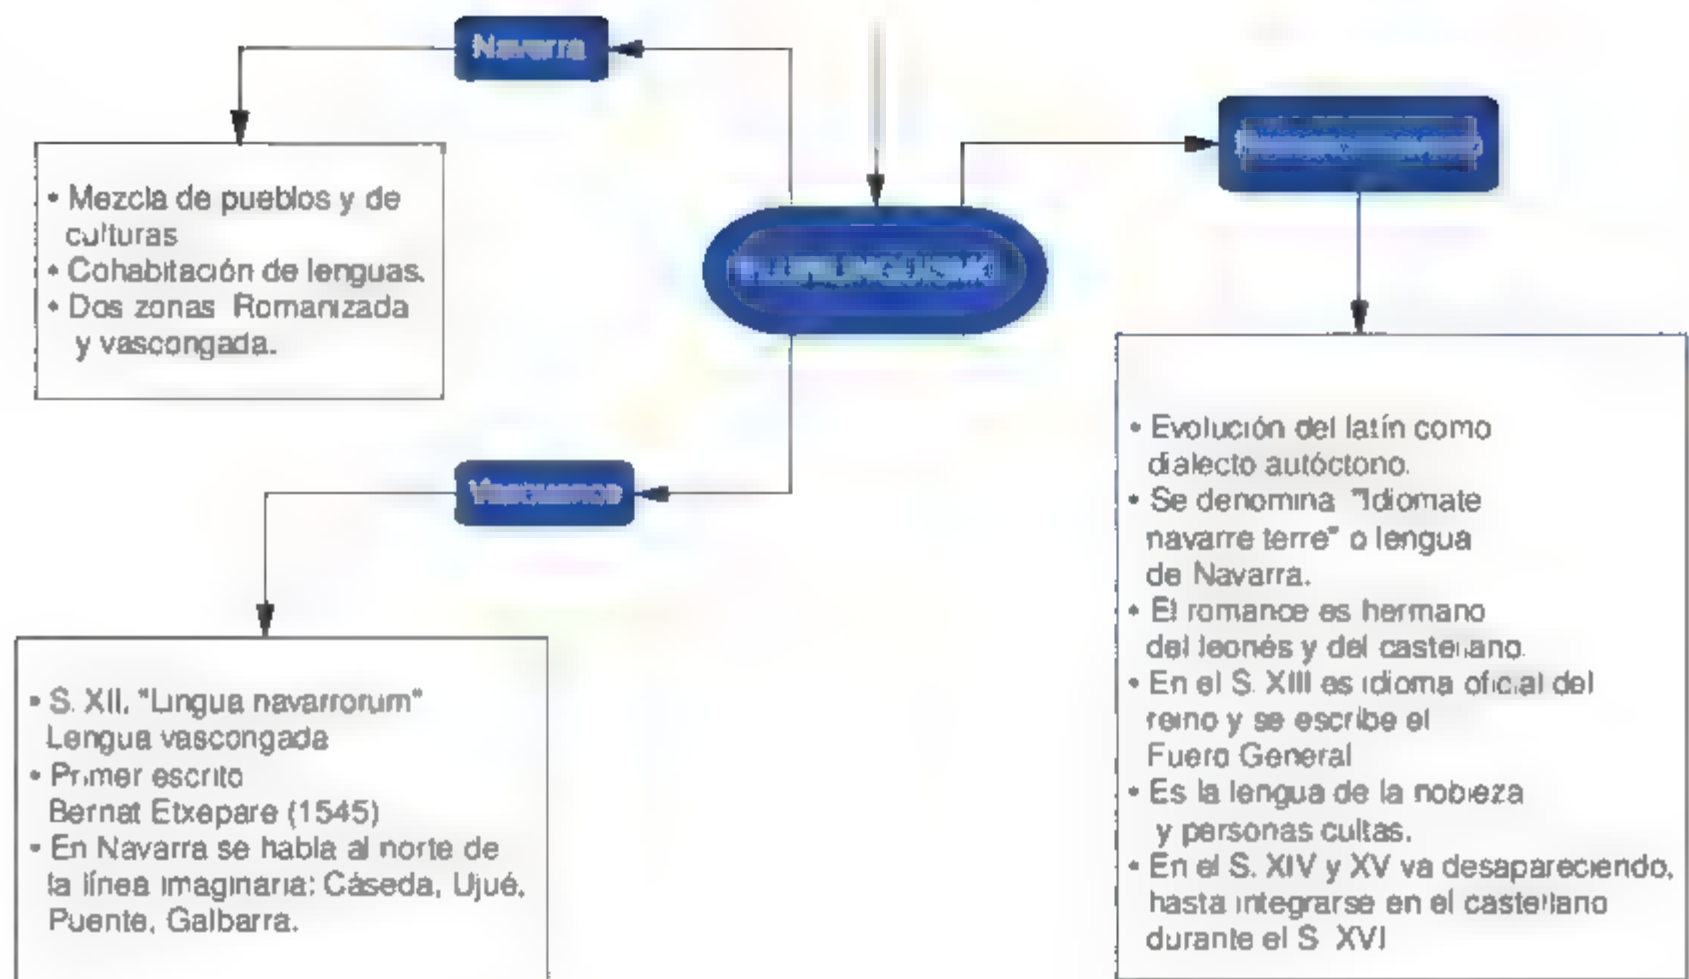 Navarra
• Mezcla de pueblos y de
culturas
• Cohabitación de lenguas.
• Dos zonas Romanizada
y vascongada.
• S. XII. "Lingua navarrorum"
Lengua vascongada
• Primer escrito
Bernat Etxepare (1545)
• En Navarra se habla al norte de
la línea imaginaria: Cáseda, Ujué,
Puente, Galbarra.
• Evolución del latín como
dialecto autóctono.
• Se denomina "Idiomate
navarre terre" o lengua
de Navarra.
• El romance es hermano
del leonés y del castellano
• En el S. XIII es idioma oficial del
reino y se escribe el
Fuero General
• Es la lengua de la nobleza
y personas cultas.
• En el S. XIV y XV va desapareciendo,
hasta integrarse en el castellano
durante el S XVI